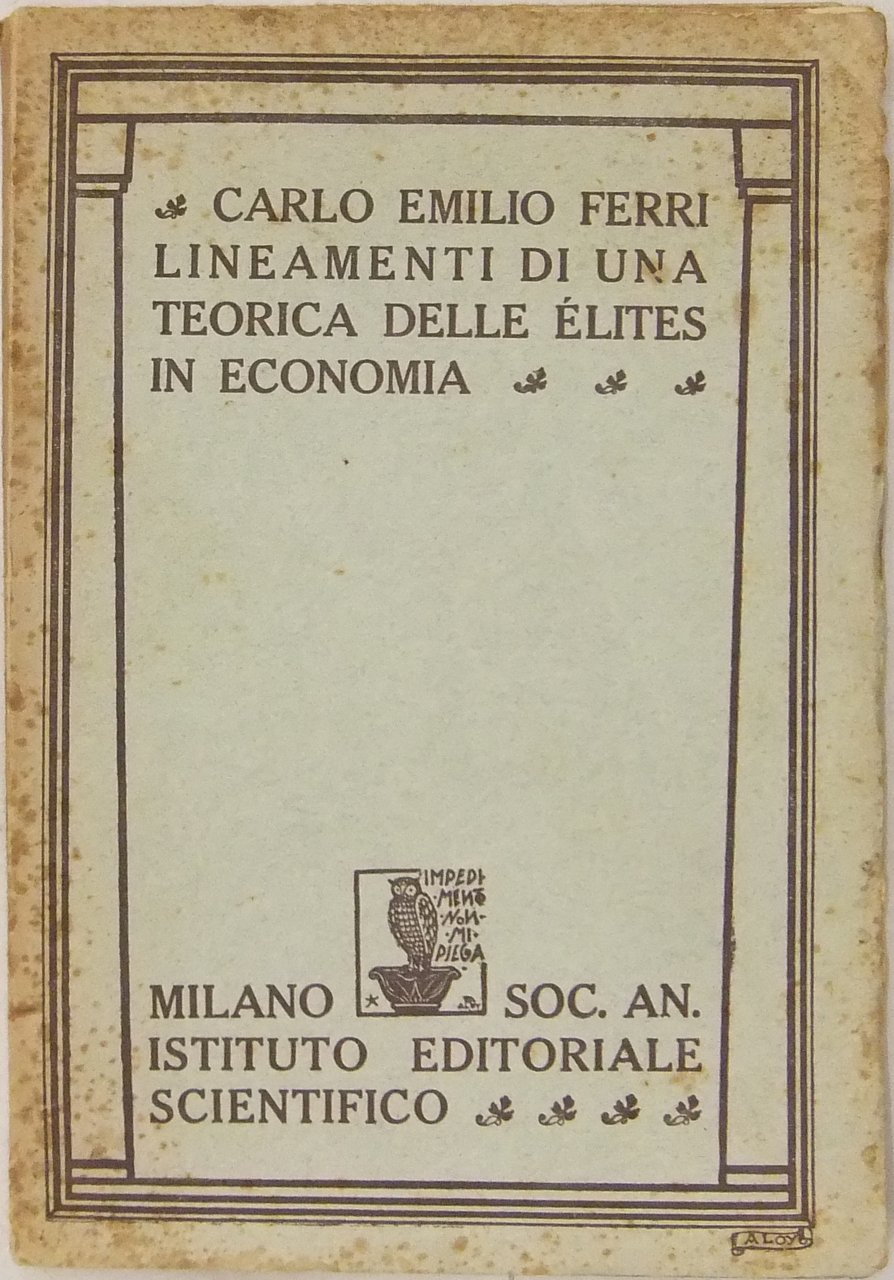 CARLO EMILIO FERRI
LINEAMENTI DI UNA
TEORICA DELLE ÉLITES
IN ECONOMIA
IMPEDI-
·MENTO
·NON·
·MI·
PIEGA
MILANO SOC. AN.
ISTITUTO EDITORIALE
SCIENTIFICO
ALOY